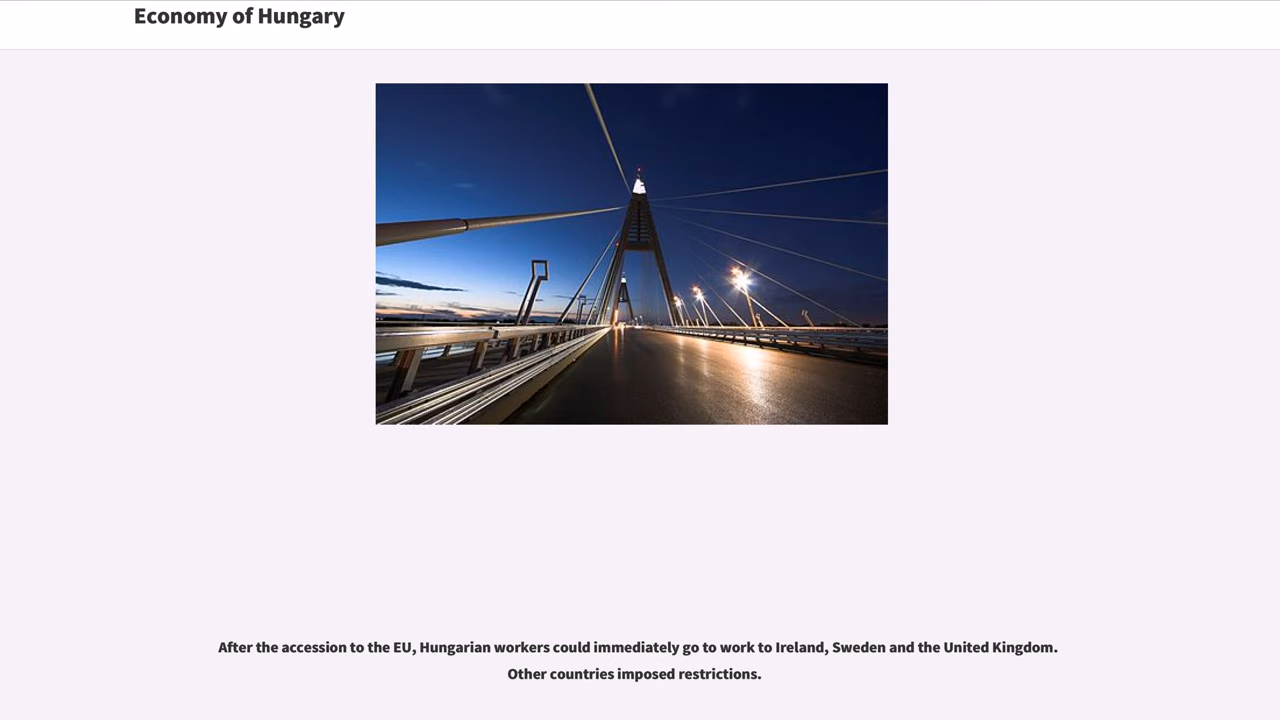 Economy of Hungary
After the accession to the EU, Hungarian workers could immediately go to work to Ireland, Sweden and the United Kingdom.
Other countries imposed restrictions.